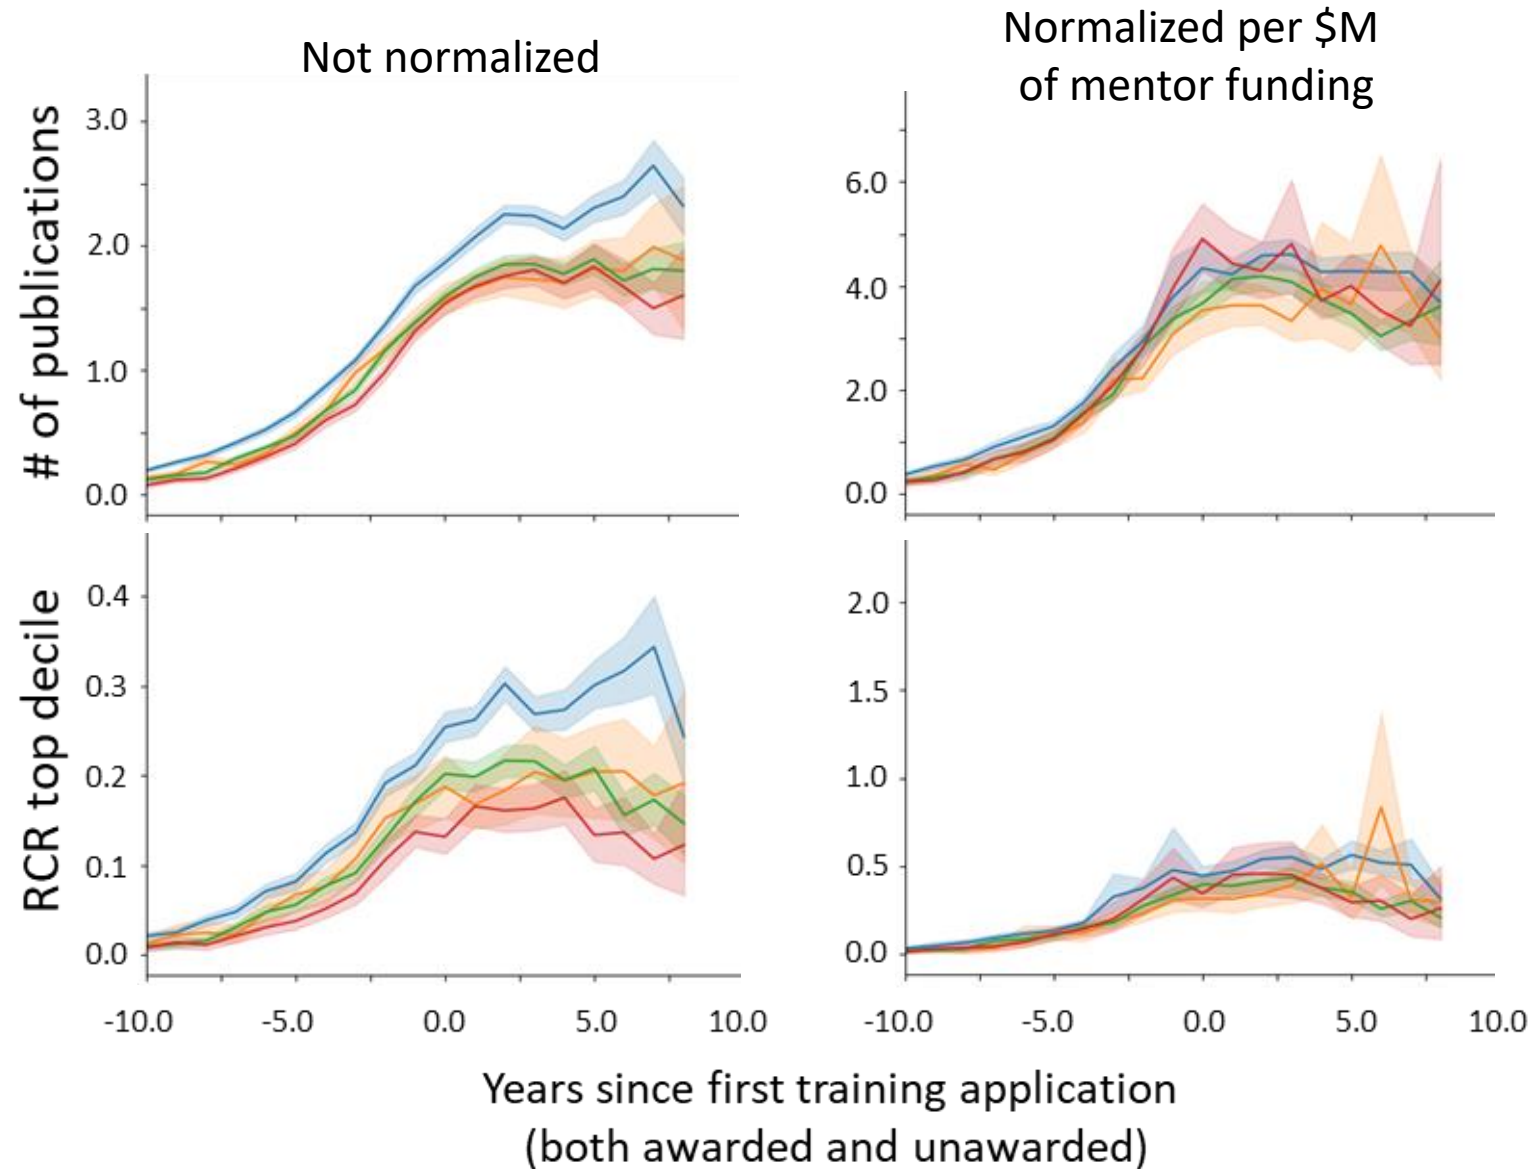 Not normalized
Normalized per $M
of mentor funding
# of publications
3.0
2.0
1.0
0.0
6.0
4.0
2.0
0.0
RCR top decile
0.4
0.3
0.2
0.1
0.0
2.0
1.5
1.0
0.5
0.0
-10.0 -5.0 0.0 5.0 10.0
-10.0 -5.0 0.0 5.0 10.0
Years since first training application
(both awarded and unawarded)